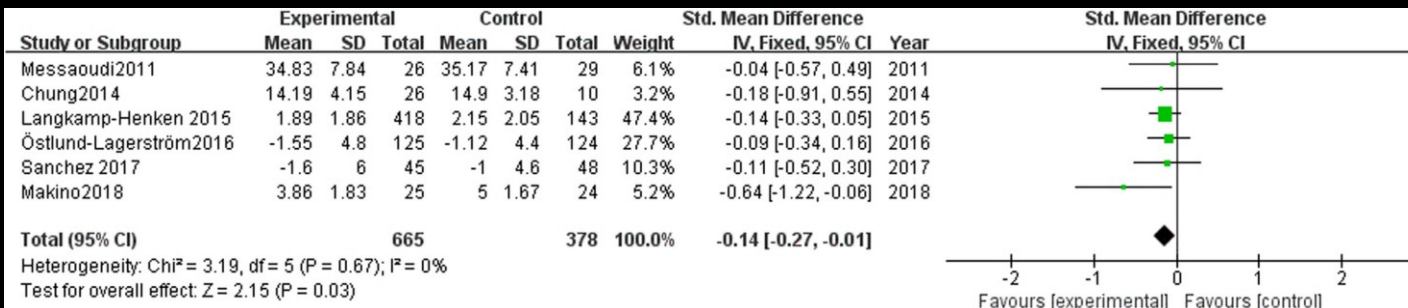 Experimental Control Std. Mean Difference Std. Mean Difference
Study or Subgroup Mean SD Total Mean SD Total Weight IV, Fixed, 95% CI Year IV, Fixed, 95% CI
Messaoudi2011 34.83 7.84 26 35.17 7.41 29 6.1% -0.04 [-0.57, 0.49] 2011
Chung2014 14.19 4.15 26 14.9 3.18 10 3.2% -0.18 [-0.91, 0.55] 2014
Langkamp-Henken 2015 1.89 1.86 418 2.15 2.05 143 47.4% -0.14 [-0.33, 0.05] 2015
Östlund-Lagerström2016 -1.55 4.8 125 -1.12 4.4 124 27.7% -0.09 [-0.34, 0.16] 2016
Sanchez 2017 -1.6 6 45 -1 4.6 48 10.3% -0.11 [-0.52, 0.30] 2017
Makino2018 3.86 1.83 25 5 1.67 24 5.2% -0.64 [-1.22, -0.06] 2018
Total (95% CI) 665 378 100.0% -0.14 [-0.27, -0.01]
Heterogeneity: Chi² = 3.19, df = 5 (P = 0.67); I² = 0%
Test for overall effect: Z = 2.15 (P = 0.03)
-2 -1 0 1 2
Favours [experimental] Favours [control]